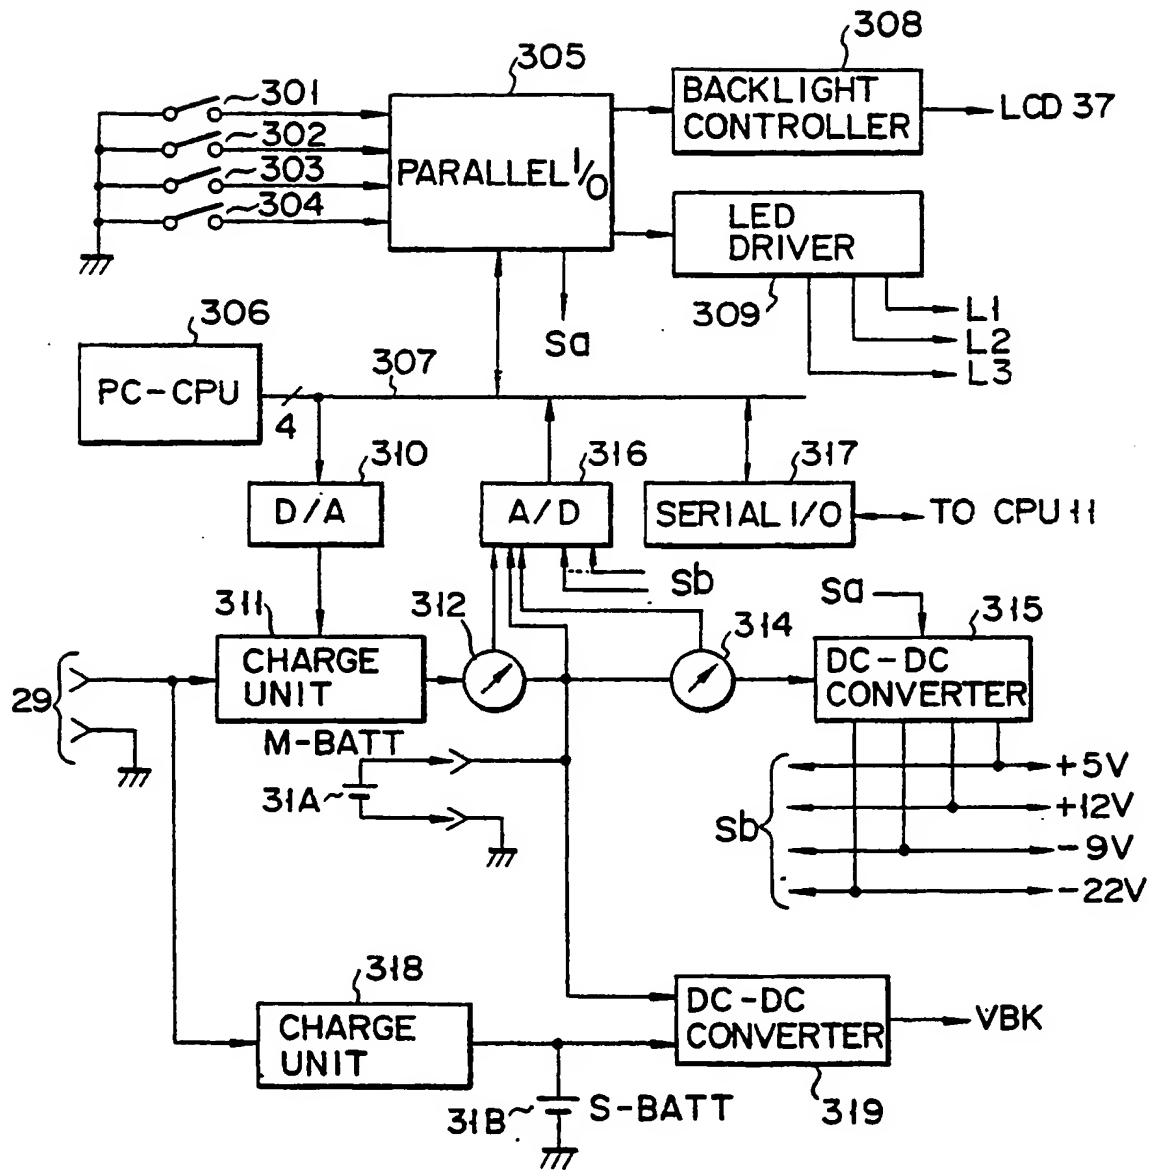 308
305
301
302
303
304
PARALLEL I/O
BACKLIGHT
CONTROLLER
LCD 37
LED
DRIVER
309
L1
L2
L3
Sa
306
PC-CPU
4
307
310
D/A
316
A/D
317
SERIAL I/O
TO CPU 11
Sb
311
CHARGE
UNIT
312
314
Sa
315
DC-DC
CONVERTER
29
M-BATT
31A
Sb
+5V
+12V
-9V
-22V
318
CHARGE
UNIT
DC-DC
CONVERTER
VBK
319
31B
S-BATT